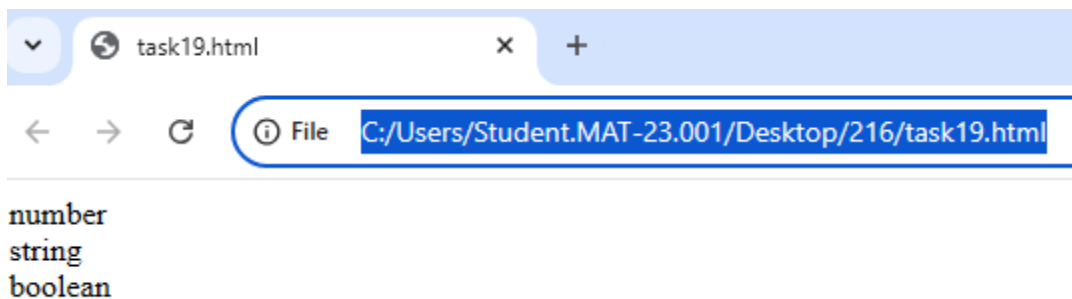 task19.html
File C:/Users/Student.MAT-23.001/Desktop/216/task19.html
number
string
boolean